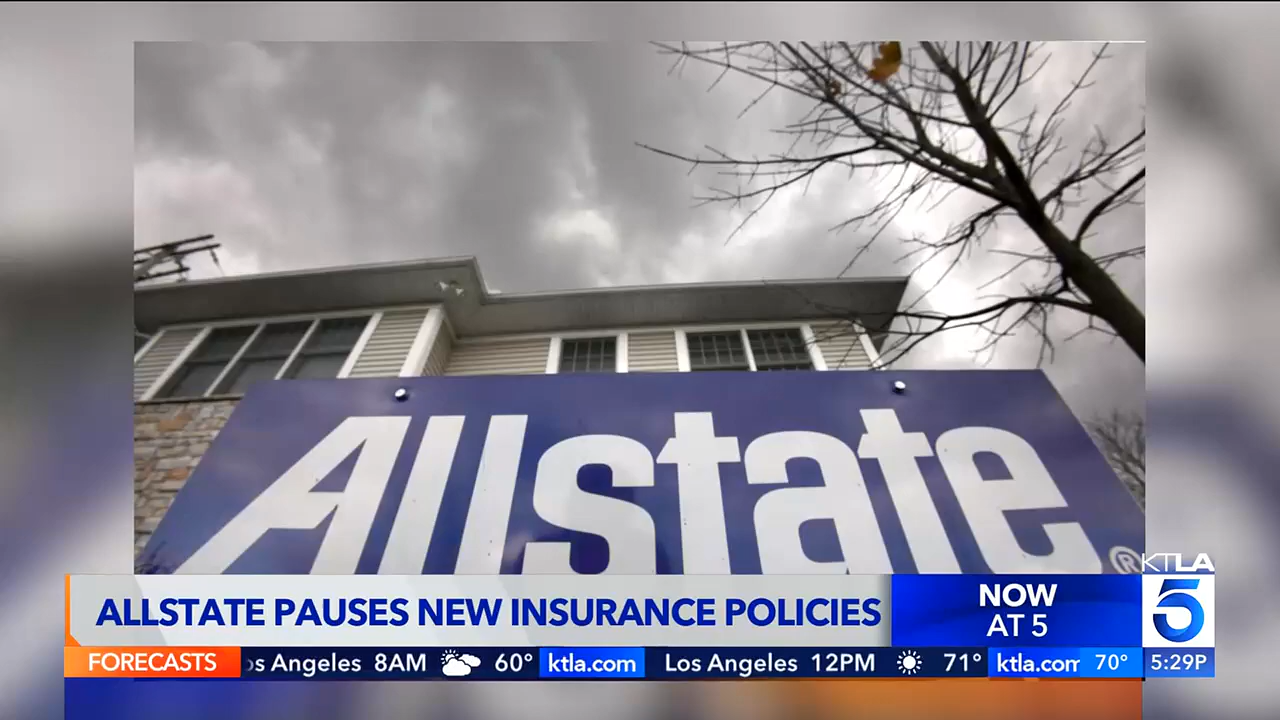 Allstate
®
KTLA
5
ALLSTATE PAUSES NEW INSURANCE POLICIES
NOW
AT 5
FORECASTS
os Angeles 8AM 60° ktla.com Los Angeles 12PM 71° ktla.com 70° 5:29PM